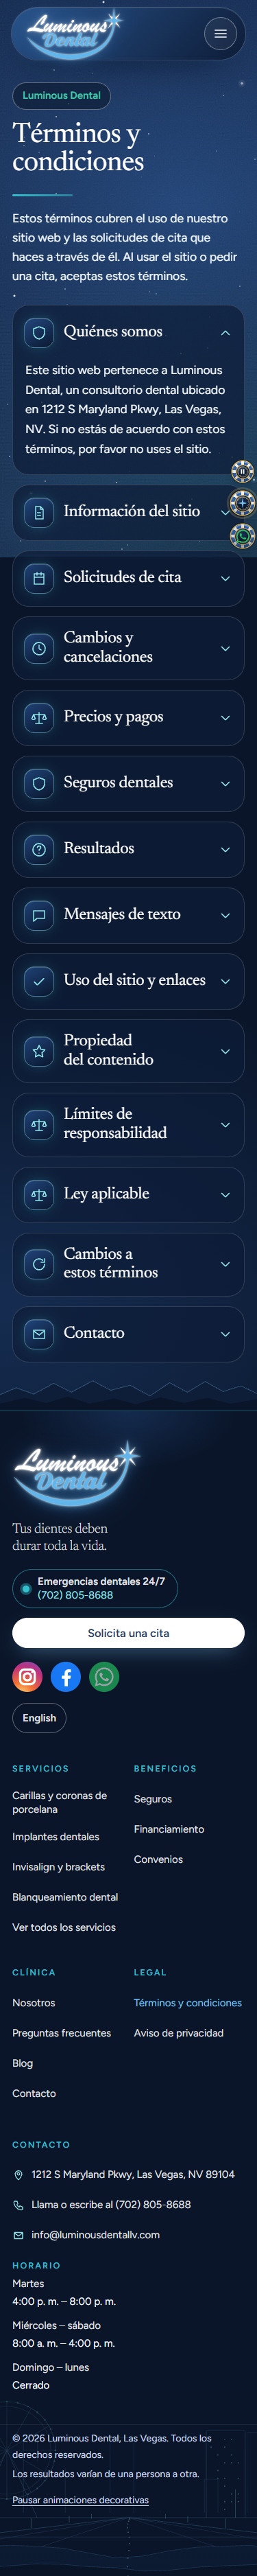 Luminous
Dental
Luminous Dental
Términos y
condiciones
Estos términos cubren el uso de nuestro
sitio web y las solicitudes de cita que
haces a través de él. Al usar el sitio o pedir
una cita, aceptas estos términos.
Quiénes somos
Este sitio web pertenece a Luminous
Dental, un consultorio dental ubicado
en 1212 S Maryland Pkwy, Las Vegas,
NV. Si no estás de acuerdo con estos
términos, por favor no uses el sitio.
Información del sitio
Solicitudes de cita
Cambios y
cancelaciones
Precios y pagos
Seguros dentales
Resultados
Mensajes de texto
Uso del sitio y enlaces
Propiedad
del contenido
Límites de
responsabilidad
Ley aplicable
Cambios a
estos términos
Contacto
Luminous
Dental
Tus dientes deben
durar toda la vida.
Emergencias dentales 24/7
(702) 805-8688
Solicita una cita
English
SERVICIOS
Carillas y coronas de
porcelana
Implantes dentales
Invisalign y brackets
Blanqueamiento dental
Ver todos los servicios
BENEFICIOS
Seguros
Financiamiento
Convenios
CLÍNICA
Nosotros
Preguntas frecuentes
Blog
Contacto
LEGAL
Términos y condiciones
Aviso de privacidad
CONTACTO
1212 S Maryland Pkwy, Las Vegas, NV 89104
Llama o escribe al (702) 805-8688
info@luminousdentallv.com
HORARIO
Martes
4:00 p. m. – 8:00 p. m.
Miércoles – sábado
8:00 a. m. – 4:00 p. m.
Domingo – lunes
Cerrado
© 2026 Luminous Dental, Las Vegas. Todos los
derechos reservados.
Los resultados varían de una persona a otra.
Pausar animaciones decorativas